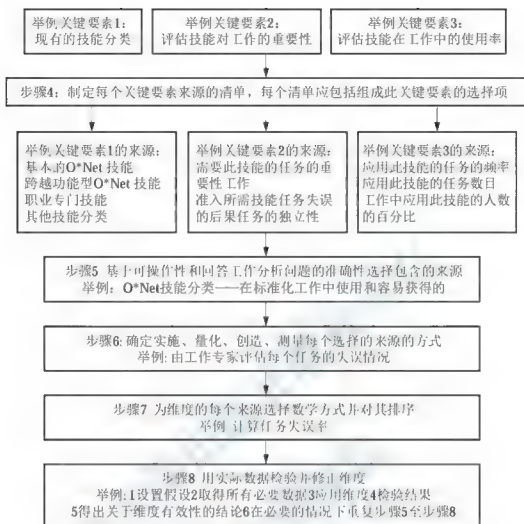 举例关键要素1:
现有的技能分类
举例关键要素2:
评估技能对工作的重要性
举例关键要素3:
评估技能在工作中的使用率
步骤4: 制定每个关键要素来源的清单，每个清单应包括组成此关键要素的选择项
举例关键要素1的来源:
基本的O*Net 技能
跨越功能型O*Net 技能
职业专门技能
其他技能分类
举例关键要素2的来源:
需要此技能的任务的重
要性工作
准入所需技能任务失误
的后果任务的独立性
举例关键要素3的来源:
应用此技能的任务的频率
应用此技能的任务数目
工作中应用此技能的人数
的百分比
步骤5 基于可操作性和回答工作分析问题的准确性选择包含的来源
举例: O*Net技能分类——在标准化工作中使用和容易获得的
步骤6: 确定实施、量化、创造、测量每个选择的来源的方式
举例: 由工作专家评估每个任务的失误情况
步骤7 为维度的每个来源选择数学方式并对其排序
举例 计算任务失误率
步骤8 用实际数据检验并修正维度
举例: 1设置假设2取得所有必要数据3应用维度4检验结果
5得出关于维度有效性的结论6在必要的情况下重复步骤5至步骤8